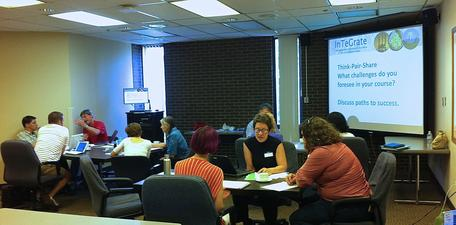 InTeGrate
Think-Pair-Share
What challenges do you
foresee in your course?
Discuss paths to success.